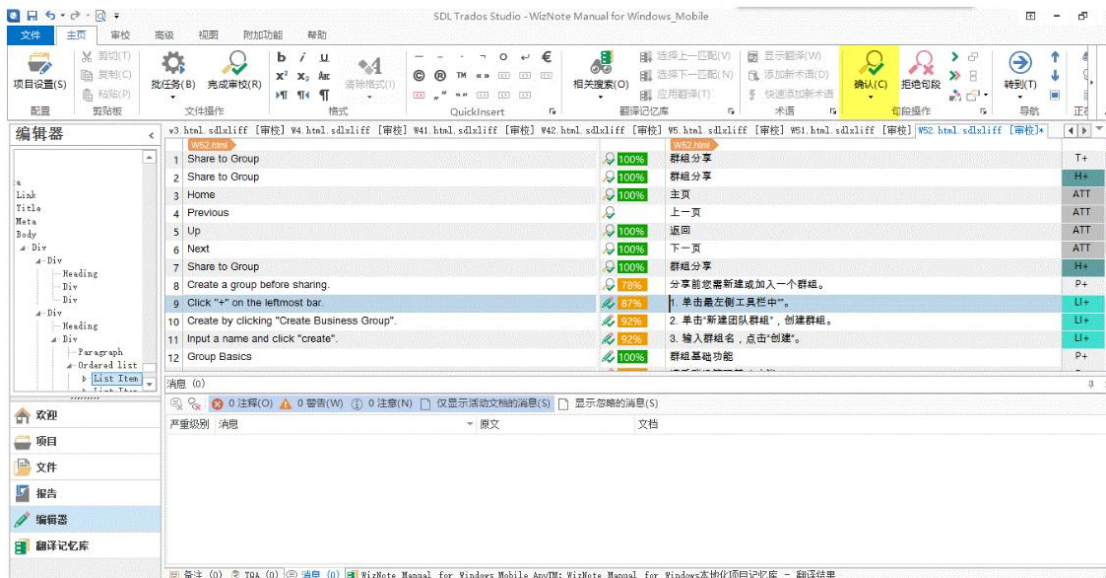 SDL Trados Studio - WizNote Manual for Windows_Mobile
文件 主页 审校 高级 视图 附加功能 帮助
项目设置(S)
剪切(T)
复制(C)
粘贴(P)
批任务(B) 完成审校(R)
清除格式(I)
相关搜索(O)
选择上一匹配(V)
选择下一匹配(N)
应用翻译(T)
显示翻译(W)
添加新术语(D)
快速添加新术语
确认(C) 拒绝句段
转到(T)
配置 剪贴板 文件操作 格式 QuickInsert 翻译记忆库 术语 句段操作 导航
编辑器
v3.html.sdlxliff [审校] W4.html.sdlxliff [审校] W41.html.sdlxliff [审校] W42.html.sdlxliff [审校] W5.html.sdlxliff [审校] W51.html.sdlxliff [审校] W52.html.sdlxliff [审校]*
W52.html W52.html
1 Share to Group 100% 群组分享 T+
2 Share to Group 100% 群组分享 H+
3 Home 100% 主页 ATT
4 Previous 上一页 ATT
5 Up 100% 返回 ATT
6 Next 100% 下一页 ATT
7 Share to Group 100% 群组分享 H+
8 Create a group before sharing. 78% 分享前您需新建或加入一个群组。 P+
9 Click "+" on the leftmost bar. 87% 1. 单击最左侧工具栏中“”。 LI+
10 Create by clicking "Create Business Group". 92% 2. 单击“新建团队群组”，创建群组。 LI+
11 Input a name and click "create". 92% 3. 输入群组名，点击“创建”。 LI+
12 Group Basics 100% 群组基础功能 P+
Link
Title
Meta
Body
Div
Div
Heading
Div
Div
Div
Heading
Div
Paragraph
Ordered list
List Item
List Item
消息 (0)
0 注释(O) 0 警告(W) 0 注意(N) 仅显示活动文档的消息(S) 显示忽略的消息(S)
严重级别 消息 原文 文档
欢迎
项目
文件
报告
编辑器
翻译记忆库
备注 (0) TQA (0) 消息 (0) WizNote Manual for Windows_Mobile AnyTM: WizNote Manual for Windows本地化项目记忆库 - 翻译结果